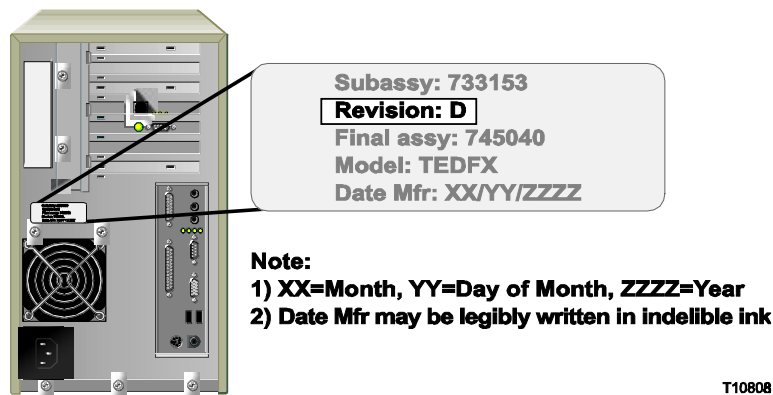 Subassy: 733153
Revision: D
Final assy: 745040
Model: TEDFX
Date Mfr: XX/YY/ZZZZ
Note:
1) XX=Month, YY=Day of Month, ZZZZ=Year
2) Date Mfr may be legibly written in indelible ink
T10808